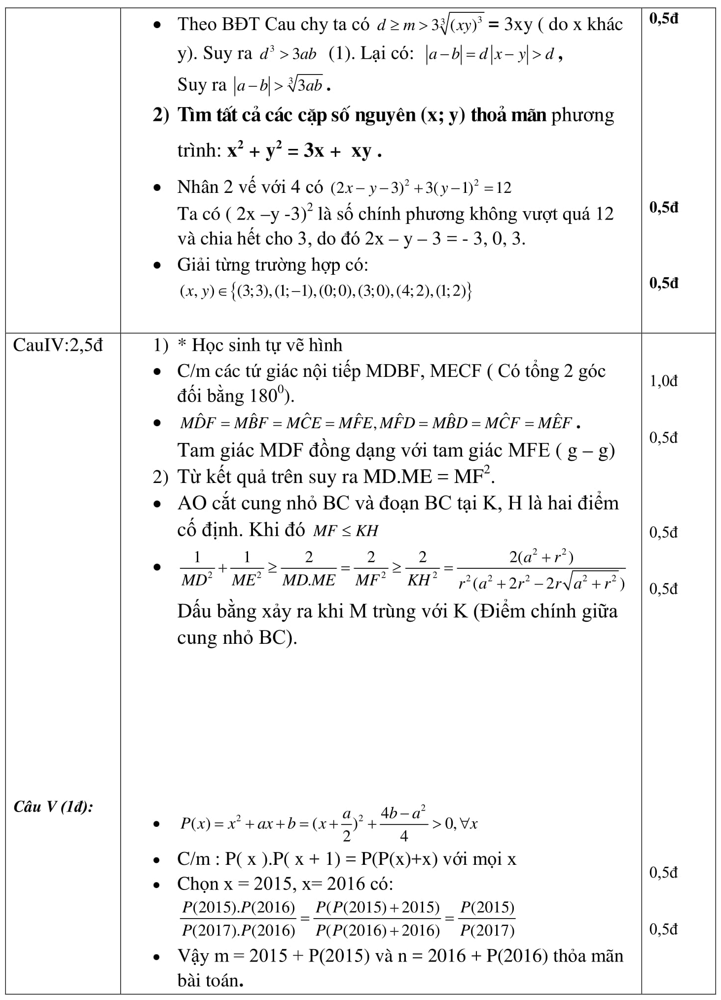 • Theo BĐT Cau chy ta có d ≥ m > 3∛((xy)³) = 3xy ( do x khác
0,5đ
y). Suy ra d³ > 3ab (1). Lại có: |a − b| = d|x − y| > d ,
Suy ra |a − b| > ∛(3ab) .
2) Tìm tất cả các cặp số nguyên (x; y) thoả mãn phương
trình: x² + y² = 3x + xy .
• Nhân 2 vế với 4 có (2x − y − 3)² + 3(y − 1)² = 12
Ta có ( 2x –y -3)² là số chính phương không vượt quá 12
0,5đ
và chia hết cho 3, do đó 2x – y – 3 = - 3, 0, 3.
• Giải từng trường hợp có:
(x, y) ∈ {(3;3),(1;−1),(0;0),(3;0),(4;2),(1;2)}
0,5đ
CauIV:2,5đ
1) * Học sinh tự vẽ hình
• C/m các tứ giác nội tiếp MDBF, MECF ( Có tổng 2 góc
1,0đ
đối bằng 180⁰).
• MD̂F = MB̂F = MĈE = MF̂E, MF̂D = MB̂D = MĈF = MÊF .
0,5đ
Tam giác MDF đồng dạng với tam giác MFE ( g – g)
2) Từ kết quả trên suy ra MD.ME = MF².
• AO cắt cung nhỏ BC và đoạn BC tại K, H là hai điểm
cố định. Khi đó MF ≤ KH
0,5đ
• 1/MD² + 1/ME² ≥ 2/MD.ME = 2/MF² ≥ 2/KH² = 2(a² + r²)/r²(a² + 2r² − 2r√(a² + r²))
0,5đ
Dấu bằng xảy ra khi M trùng với K (Điểm chính giữa
cung nhỏ BC).
Câu V (1đ):
• P(x) = x² + ax + b = (x + a/2)² + (4b − a²)/4 > 0, ∀x
• C/m : P( x ).P( x + 1) = P(P(x)+x) với mọi x
0,5đ
• Chọn x = 2015, x= 2016 có:
P(2015).P(2016)/P(2017).P(2016) = P(P(2015) + 2015)/P(P(2016) + 2016) = P(2015)/P(2017)
0,5đ
• Vậy m = 2015 + P(2015) và n = 2016 + P(2016) thỏa mãn
bài toán.